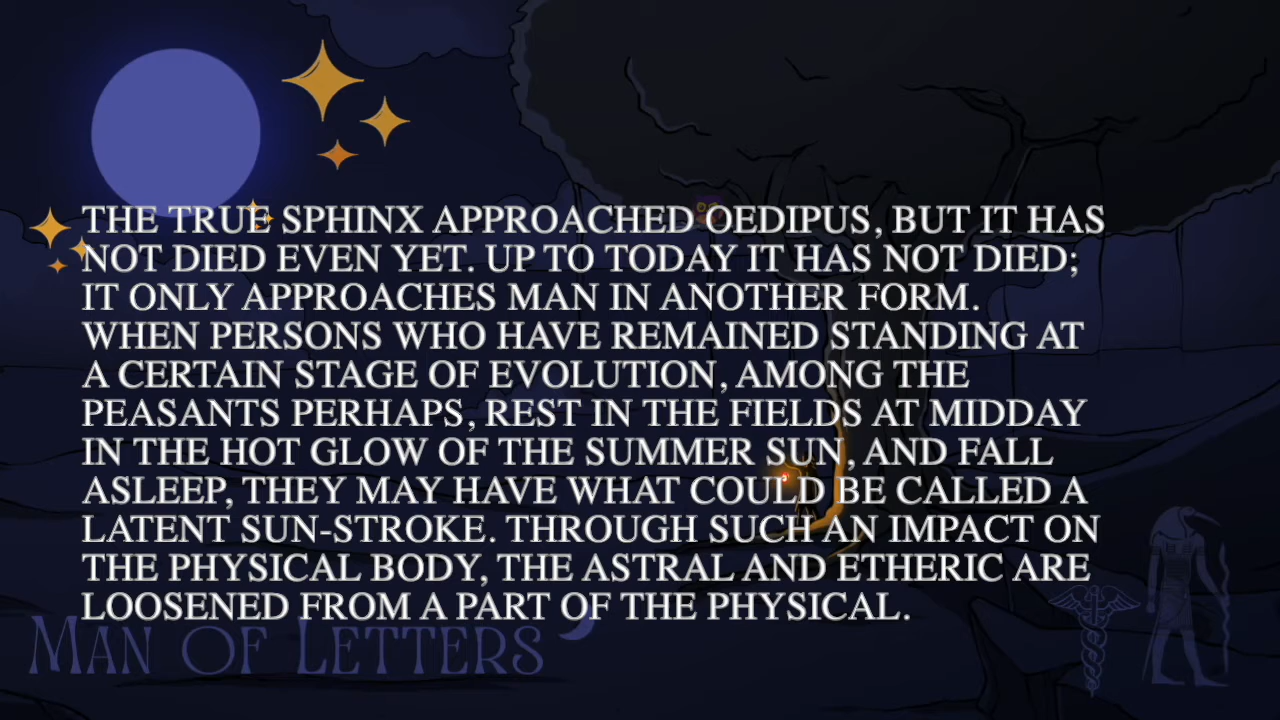 THE TRUE SPHINX APPROACHED OEDIPUS, BUT IT HAS
NOT DIED EVEN YET. UP TO TODAY IT HAS NOT DIED;
IT ONLY APPROACHES MAN IN ANOTHER FORM.
WHEN PERSONS WHO HAVE REMAINED STANDING AT
A CERTAIN STAGE OF EVOLUTION, AMONG THE
PEASANTS PERHAPS, REST IN THE FIELDS AT MIDDAY
IN THE HOT GLOW OF THE SUMMER SUN, AND FALL
ASLEEP, THEY MAY HAVE WHAT COULD BE CALLED A
LATENT SUN-STROKE. THROUGH SUCH AN IMPACT ON
THE PHYSICAL BODY, THE ASTRAL AND ETHERIC ARE
LOOSENED FROM A PART OF THE PHYSICAL.
MAN OF LETTERS